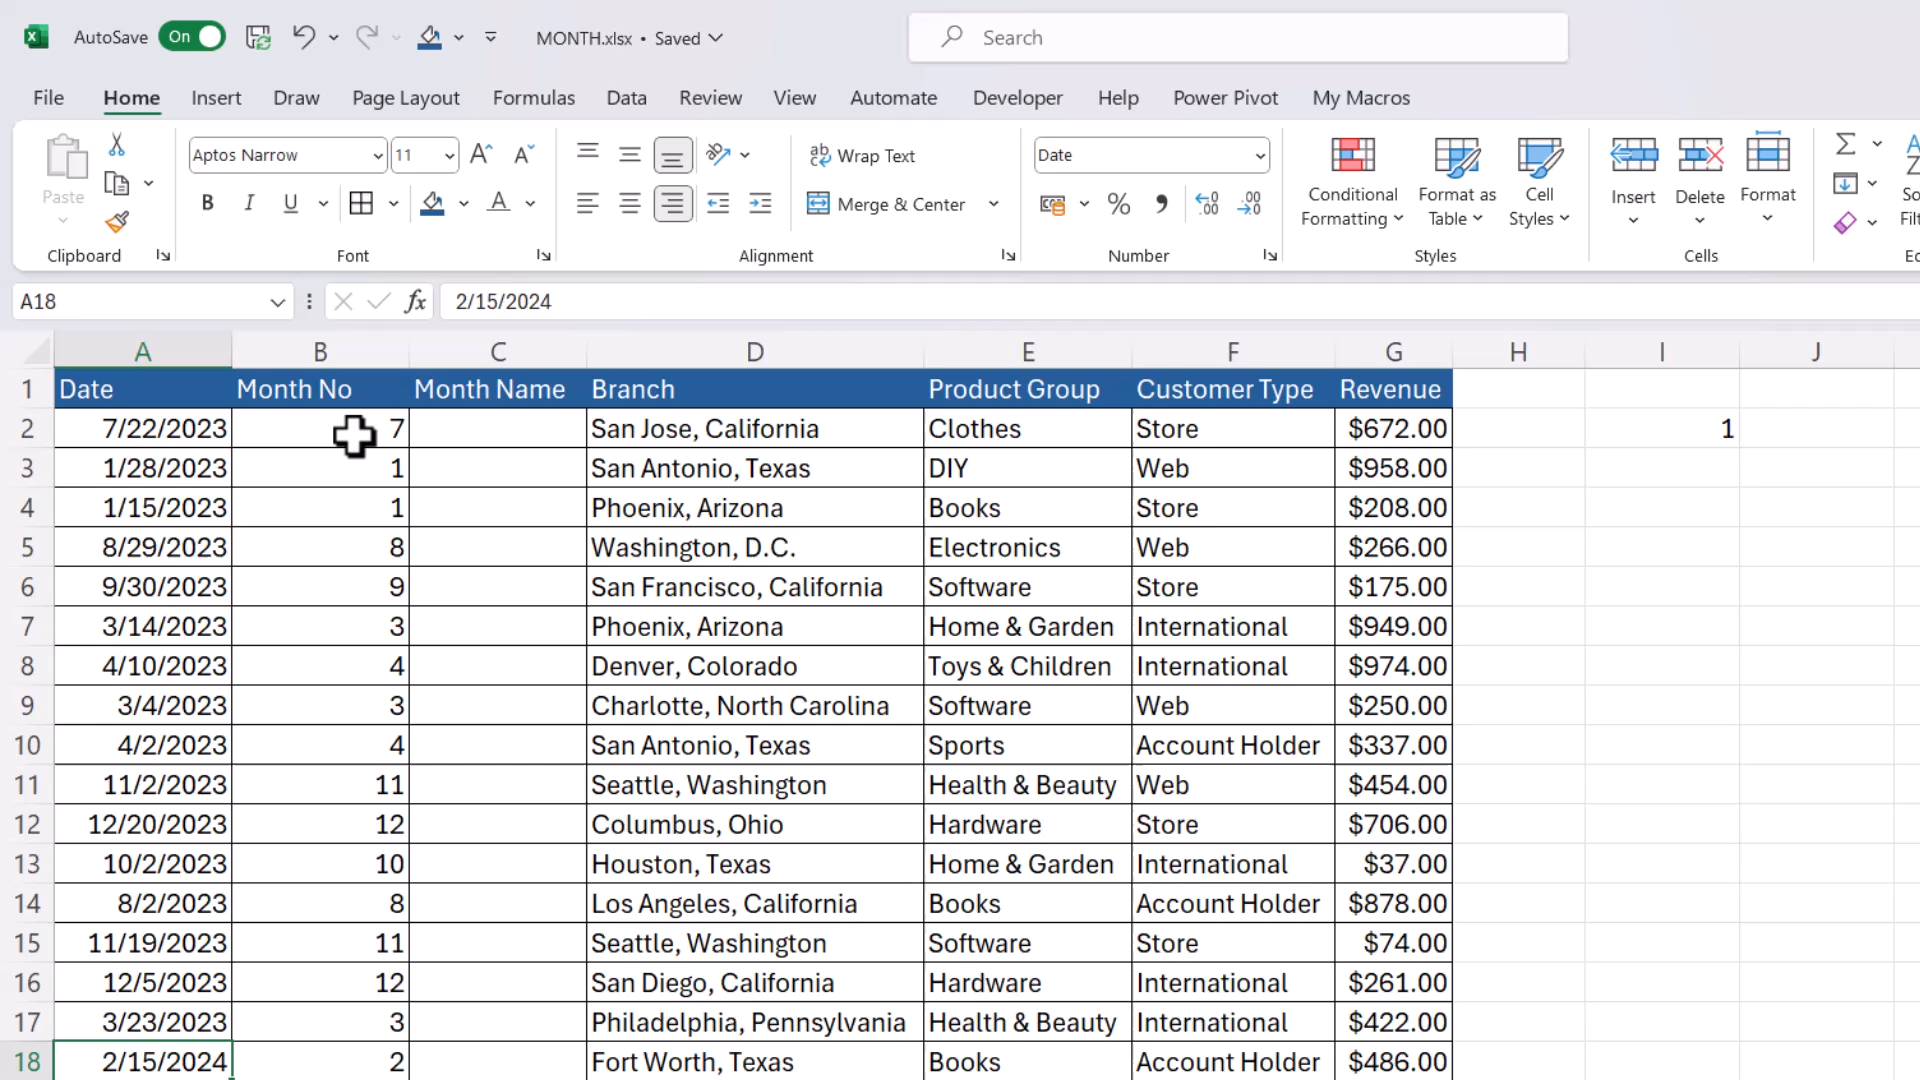 AutoSave On MONTH.xlsx • Saved Search
File Home Insert Draw Page Layout Formulas Data Review View Automate Developer Help Power Pivot My Macros
Paste
Clipboard
Aptos Narrow 11
B I U
Font
Wrap Text
Merge & Center
Alignment
Date
Number
Conditional
Formatting
Format as
Table
Cell
Styles
Styles
Insert Delete Format
Cells
A18 fx 2/15/2024
A B C D E F G H I J
1 Date Month No Month Name Branch Product Group Customer Type Revenue
2 7/22/2023 7 San Jose, California Clothes Store $672.00 1
3 1/28/2023 1 San Antonio, Texas DIY Web $958.00
4 1/15/2023 1 Phoenix, Arizona Books Store $208.00
5 8/29/2023 8 Washington, D.C. Electronics Web $266.00
6 9/30/2023 9 San Francisco, California Software Store $175.00
7 3/14/2023 3 Phoenix, Arizona Home & Garden International $949.00
8 4/10/2023 4 Denver, Colorado Toys & Children International $974.00
9 3/4/2023 3 Charlotte, North Carolina Software Web $250.00
10 4/2/2023 4 San Antonio, Texas Sports Account Holder $337.00
11 11/2/2023 11 Seattle, Washington Health & Beauty Web $454.00
12 12/20/2023 12 Columbus, Ohio Hardware Store $706.00
13 10/2/2023 10 Houston, Texas Home & Garden International $37.00
14 8/2/2023 8 Los Angeles, California Books Account Holder $878.00
15 11/19/2023 11 Seattle, Washington Software Store $74.00
16 12/5/2023 12 San Diego, California Hardware International $261.00
17 3/23/2023 3 Philadelphia, Pennsylvania Health & Beauty International $422.00
18 2/15/2024 2 Fort Worth, Texas Books Account Holder $486.00